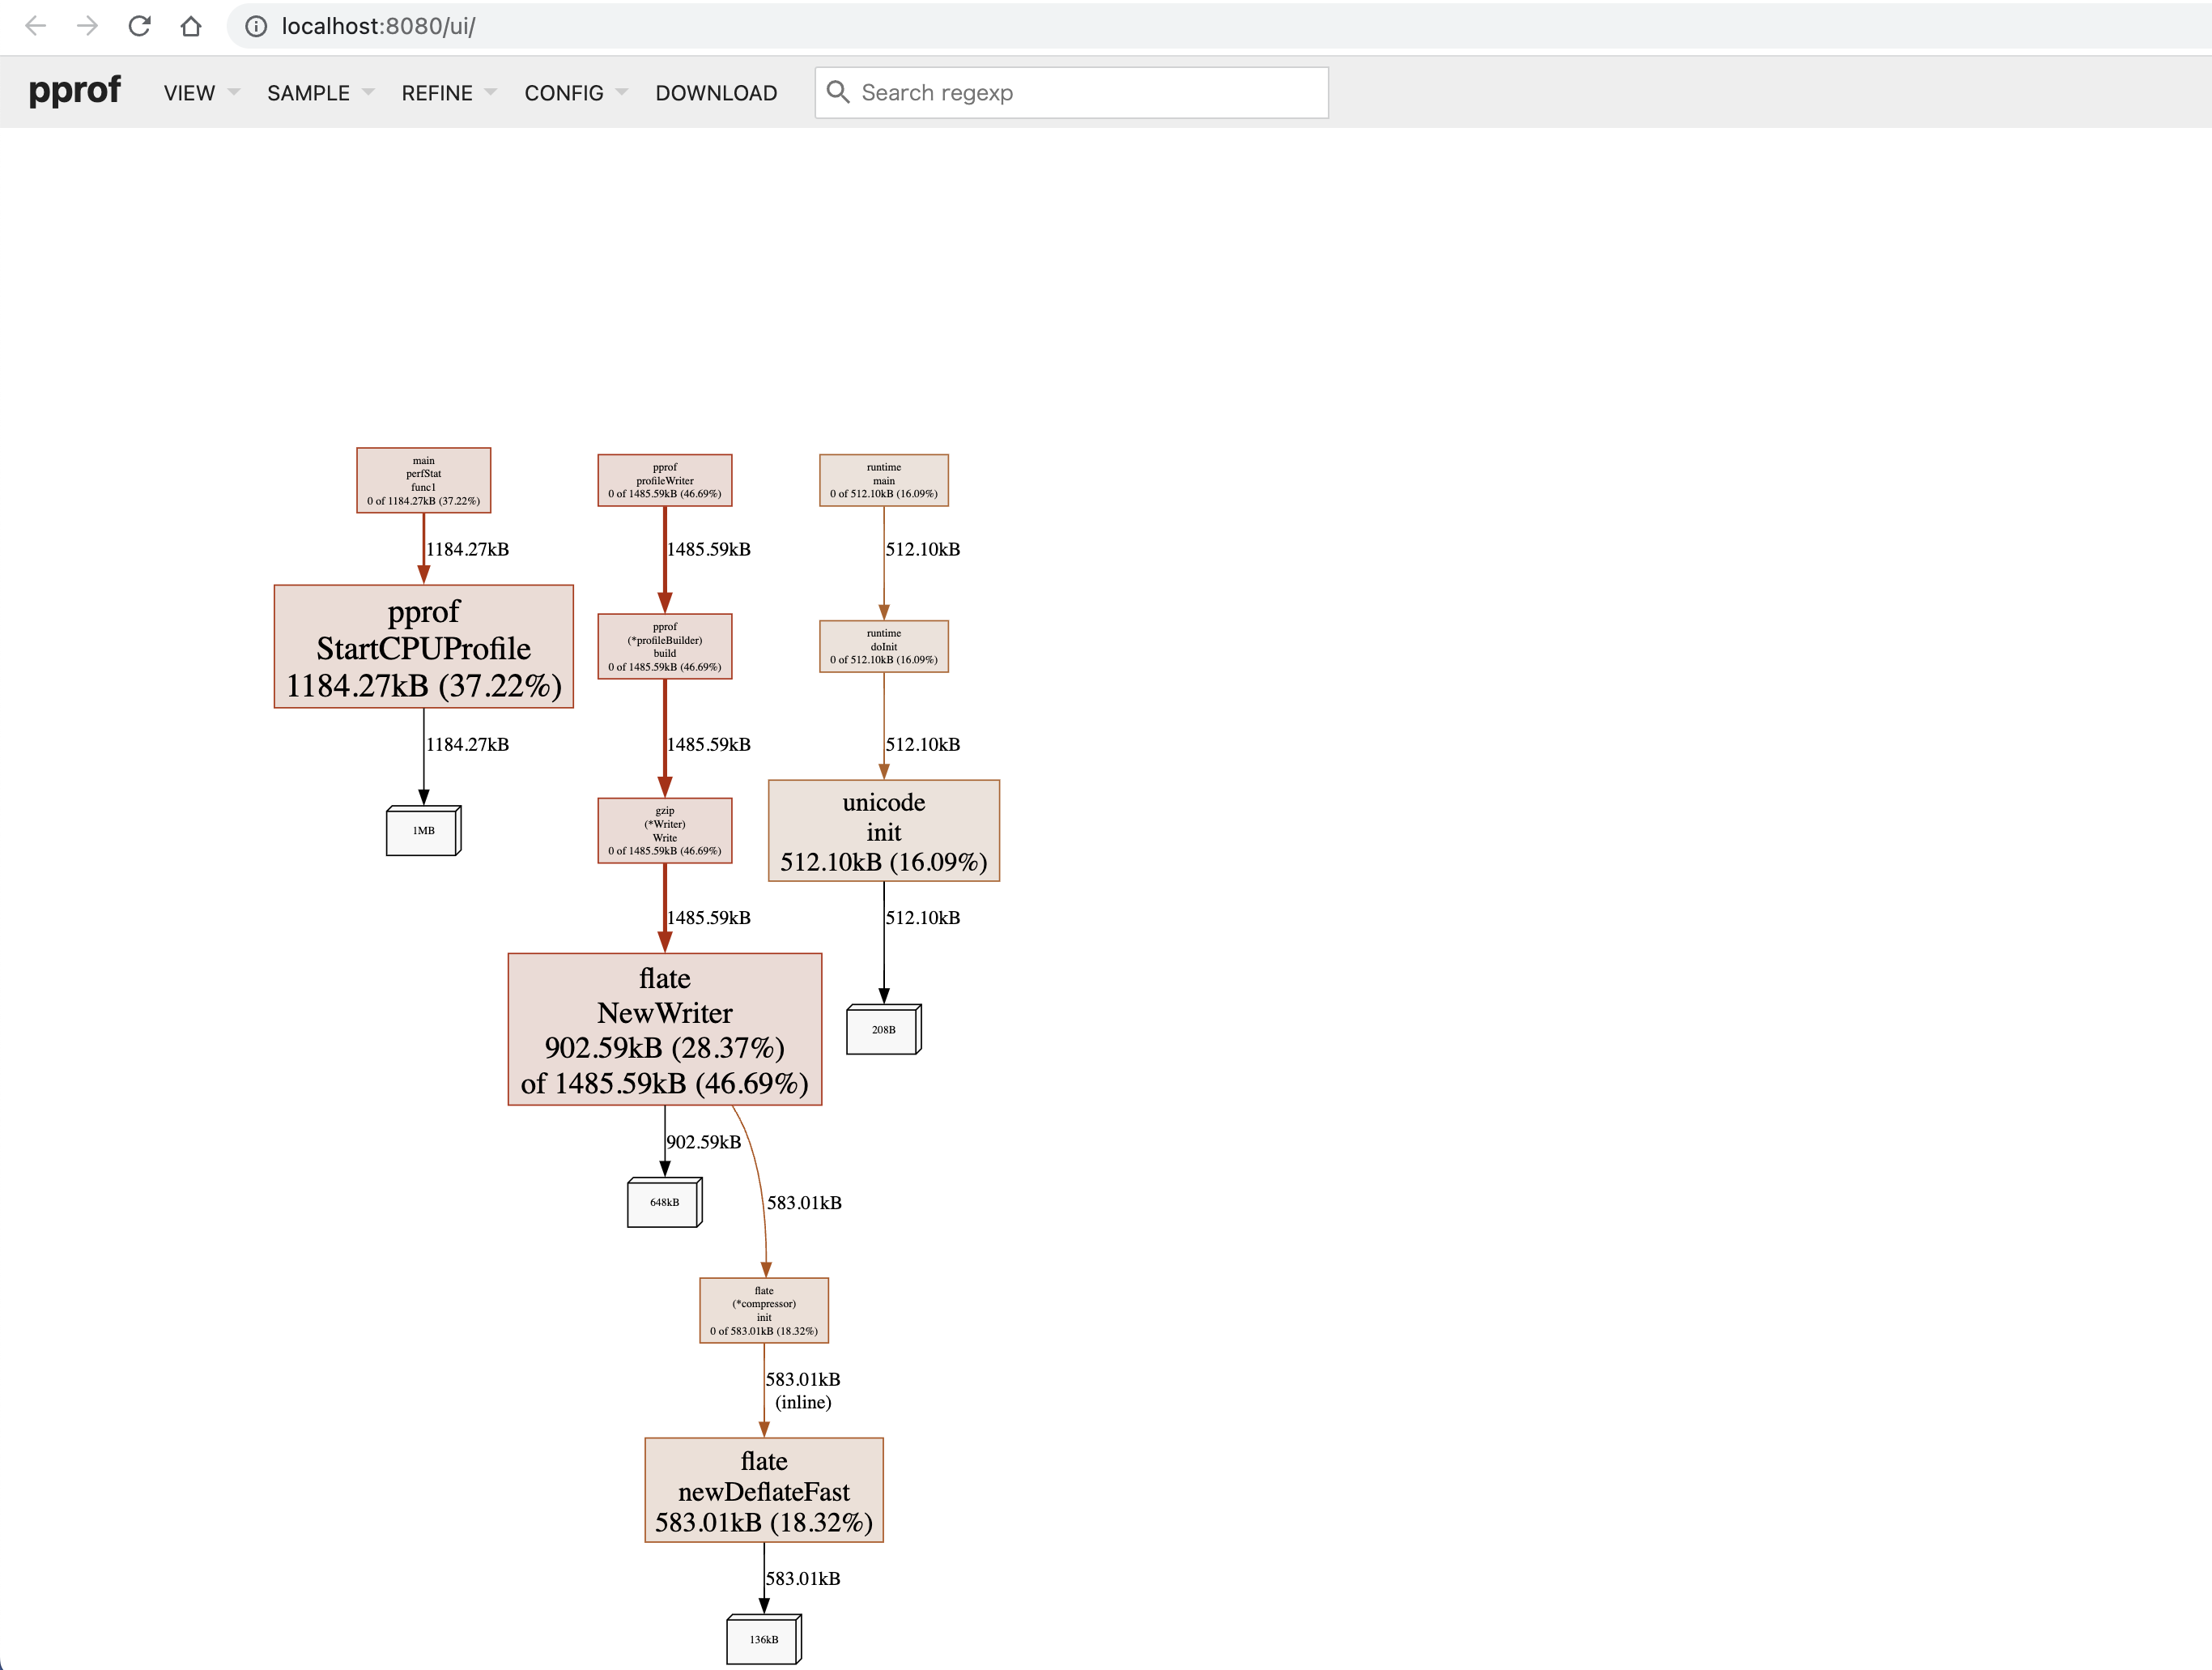 localhost:8080/ui/
pprof VIEW SAMPLE REFINE CONFIG DOWNLOAD Search regexp
main
perfStat
func1
0 of 1184.27kB (37.22%)
pprof
profileWriter
0 of 1485.59kB (46.69%)
runtime
main
0 of 512.10kB (16.09%)
1184.27kB
1485.59kB
512.10kB
pprof
StartCPUProfile
1184.27kB (37.22%)
pprof
(*profileBuilder)
build
0 of 1485.59kB (46.69%)
runtime
doInit
0 of 512.10kB (16.09%)
1184.27kB
1485.59kB
512.10kB
1MB
gzip
(*Writer)
Write
0 of 1485.59kB (46.69%)
unicode
init
512.10kB (16.09%)
1485.59kB
512.10kB
flate
NewWriter
902.59kB (28.37%)
of 1485.59kB (46.69%)
208B
902.59kB
583.01kB
648kB
flate
(*compressor)
init
0 of 583.01kB (18.32%)
583.01kB
(inline)
flate
newDeflateFast
583.01kB (18.32%)
583.01kB
136kB